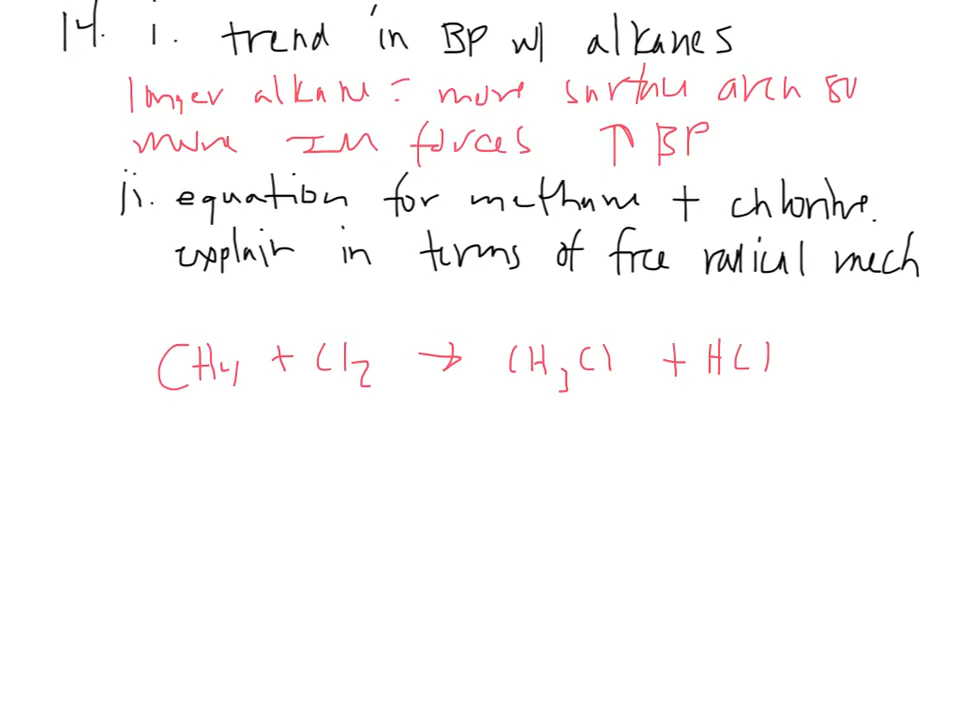 14. i. trend in BP w/ alkanes
longer alkane = more surface area so
more IM forces ↑ BP
ii. equation for methane + chlorine.
explain in terms of free radical mech
CH4 + Cl2 → CH3Cl + HCl